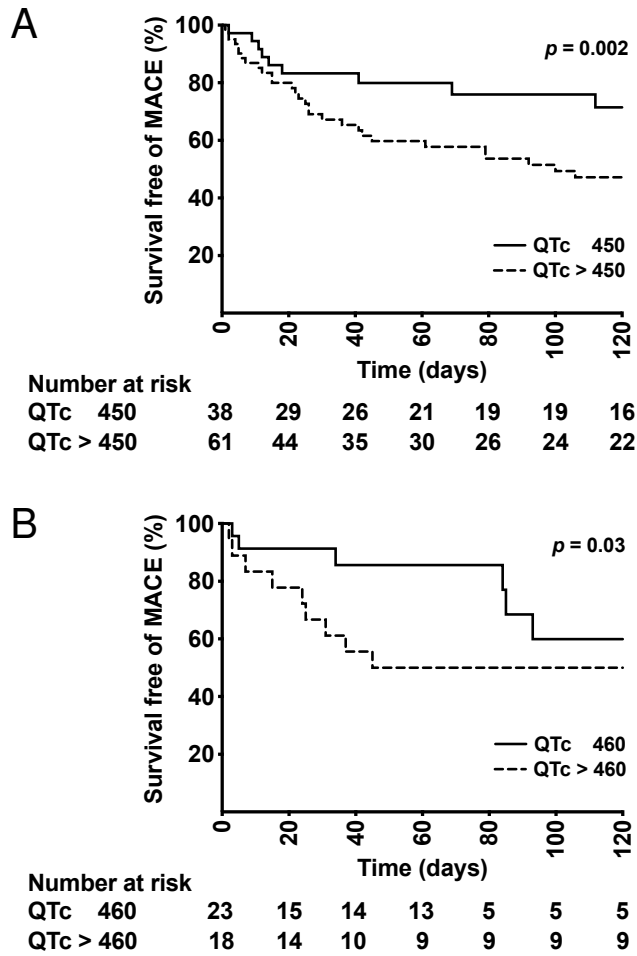 A
Survival free of MACE (%)
100
80
60
40
20
p = 0.002
QTc 450
QTc > 450
0 20 40 60 80 100 120
Time (days)
Number at risk
QTc 450 38 29 26 21 19 19 16
QTc > 450 61 44 35 30 26 24 22
B
Survival free of MACE (%)
100
80
60
40
20
p = 0.03
QTc 460
QTc > 460
0 20 40 60 80 100 120
Time (days)
Number at risk
QTc 460 23 15 14 13 5 5 5
QTc > 460 18 14 10 9 9 9 9